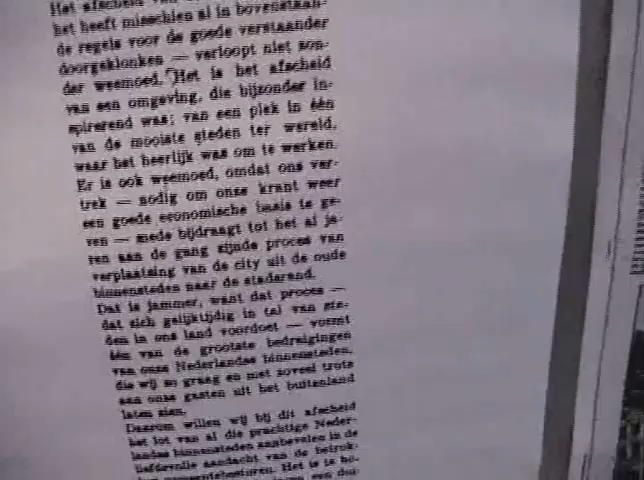 Het afscheid van
het heeft misschien al in bovenstaan-
de regels voor de goede verstaander
doorgeklonken — verloopt niet zon-
der weemoed. Het is het afscheid
van een omgeving, die bijzonder in-
spirerend was; van een plek in één
van de mooiste steden ter wereld,
waar het heerlijk was om te werken.
Er is ook weemoed, omdat ons ver-
trek — nodig om onze krant weer
een goede economische basis te ge-
ven — mede bijdraagt tot het al ja-
ren aan de gang zijnde proces van
verplaatsing van de city uit de oude
binnensteden naar de stadsrand.
Dat is jammer, want dat proces —
dat zich gelijktijdig in tal van ste-
den in ons land voordoet — vormt
één van de grootste bedreigingen
van onze Nederlandse binnensteden,
die wij zo graag en met zoveel trots
aan onze gasten uit het buitenland
laten zien.
Daarom willen wij bij dit afscheid
het lot van al die prachtige Neder-
landse binnensteden aanbevelen in de
liefdevolle aandacht van de betrok-
ken gemeentebesturen. Het is te ho-
een